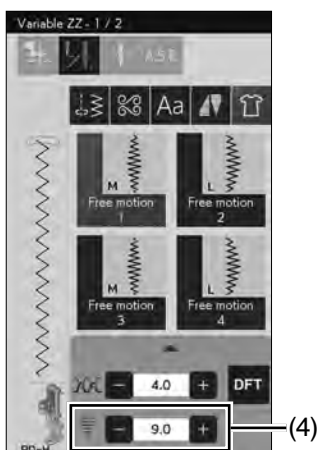 Variable ZZ - 1 / 2
A.S.E.
Aa
M
Free motion
1
L
Free motion
2
M
Free motion
3
L
Free motion
4
- 4.0 + DFT
- 9.0 +
(4)